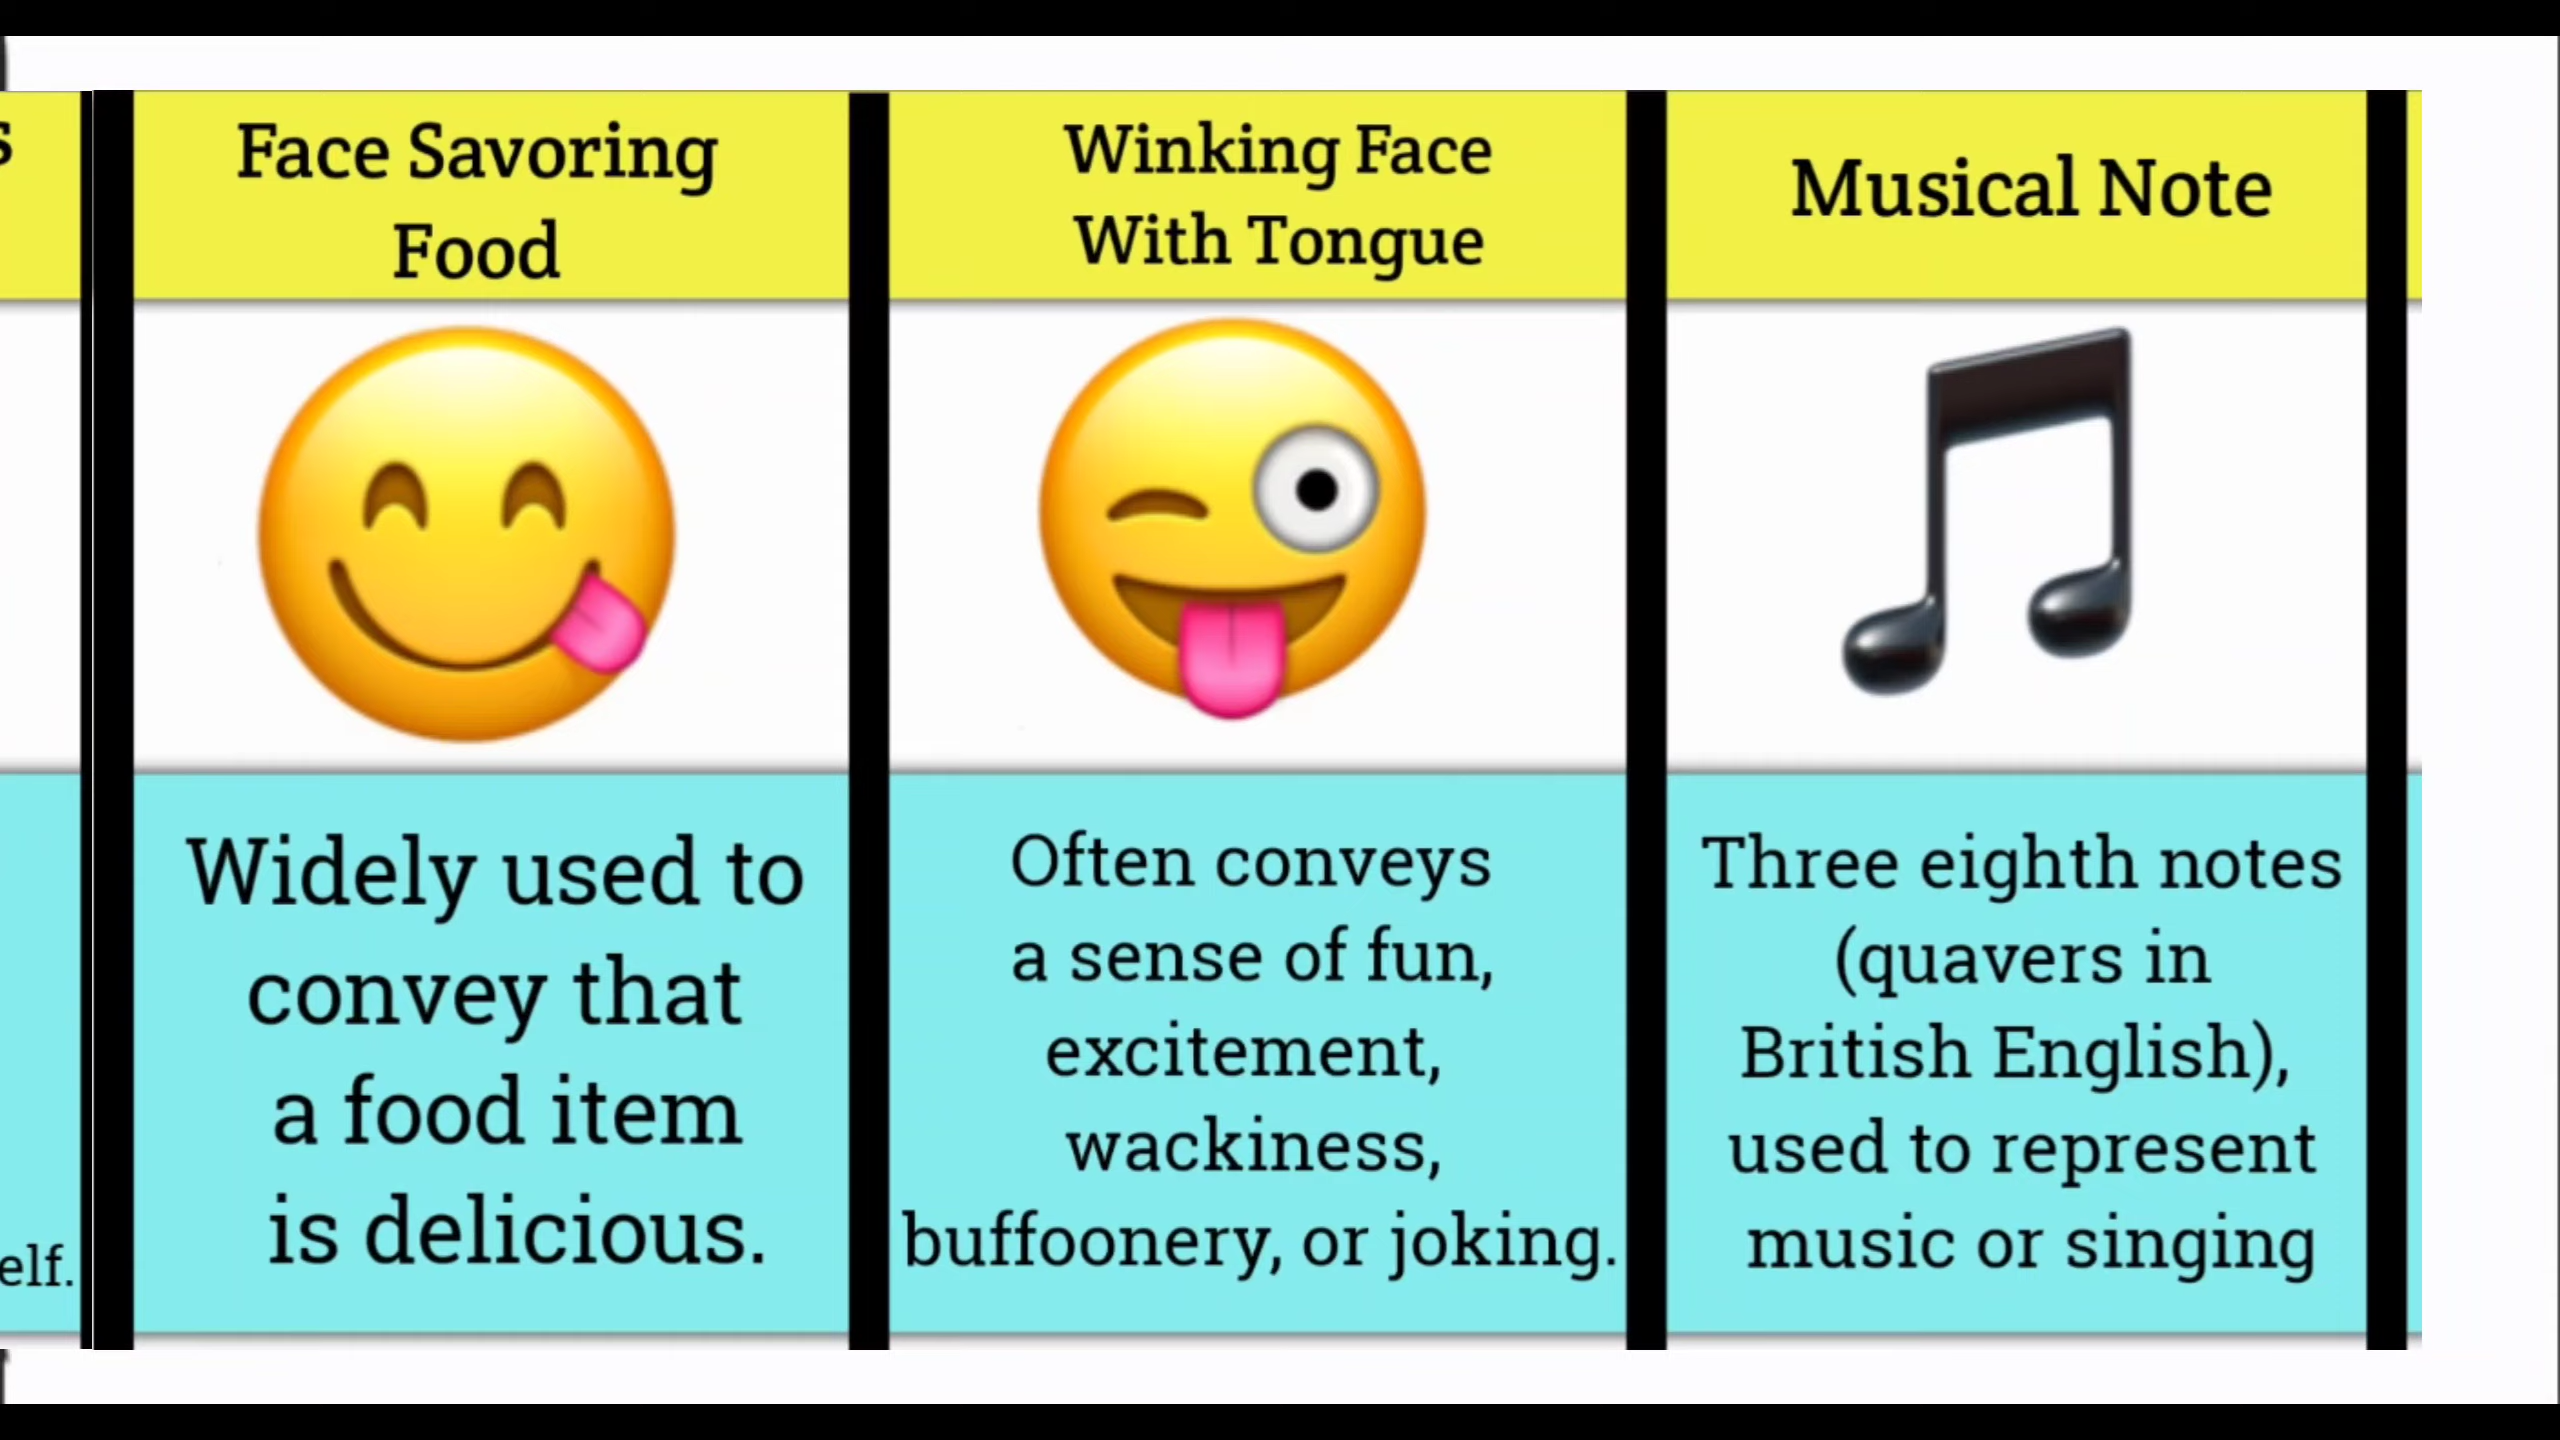 s
Face Savoring
Food
Widely used to
convey that
a food item
is delicious.
Winking Face
With Tongue
Often conveys
a sense of fun,
excitement,
wackiness,
buffoonery, or joking.
Musical Note
Three eighth notes
(quavers in
British English),
used to represent
music or singing
elf.